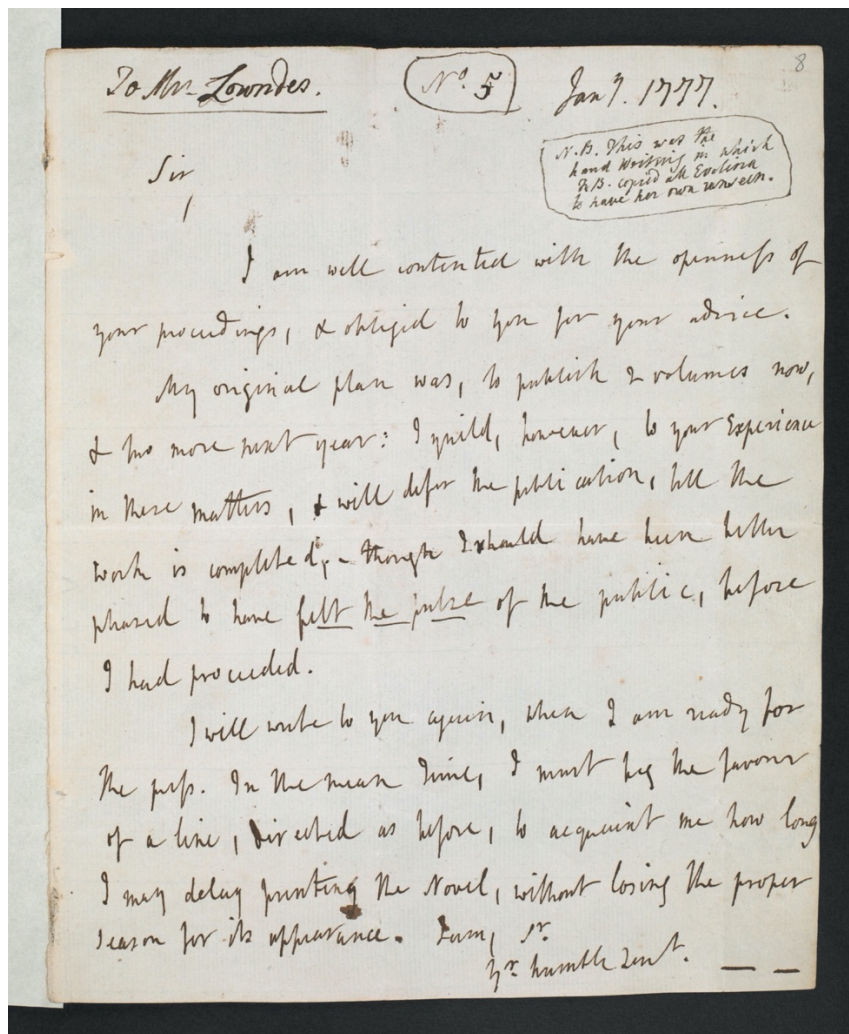 To Mr. Lowndes.
No. 5
Jany. 1777.
8
N.B. This was the
hand writing in which
F.B. copied all Evelina
to have her own unseen.
Sir
I am well contented with the openness of
your proceedings, & obliged to you for your advice.
My original plan was, to publish 2 volumes now,
& two more next year: I yield, however, to your Experience
in these matters, & will defer the publication, till the
work is completed, – though I should have been better
pleased to have felt the pulse of the public, before
I had proceeded.
I will write to you again, when I am ready for
the press. In the mean Time, I must beg the favour
of a line, directed as before, to acquaint me how long
I may delay printing the Novel, without losing the proper
season for its appearance. I am, Sr.
Yr. humble Servt. — —